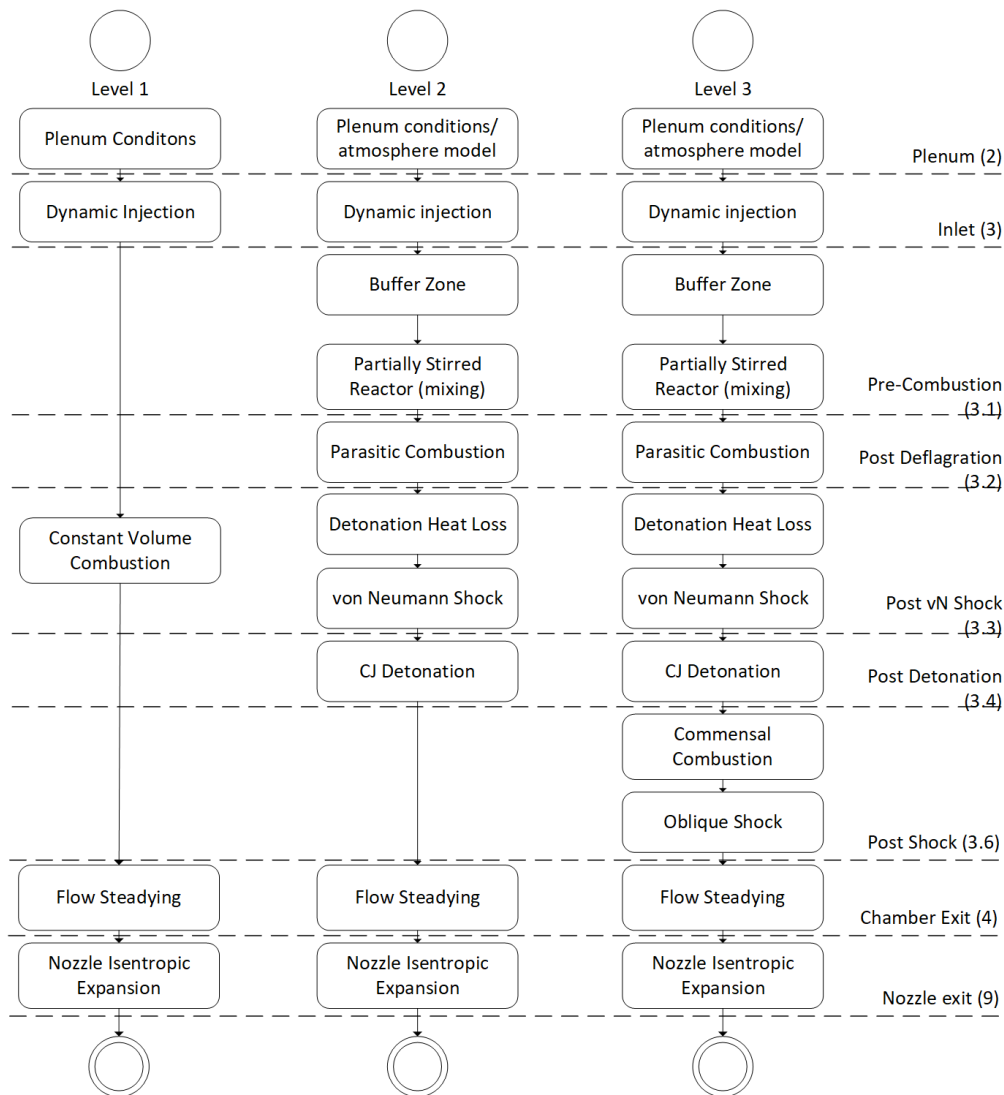 Level 1
Level 2
Level 3
Plenum Conditons
Plenum conditions/
atmosphere model
Plenum conditions/
atmosphere model
Plenum (2)
Dynamic Injection
Dynamic injection
Dynamic injection
Inlet (3)
Buffer Zone
Buffer Zone
Partially Stirred
Reactor (mixing)
Partially Stirred
Reactor (mixing)
Pre-Combustion
(3.1)
Parasitic Combustion
Parasitic Combustion
Post Deflagration
(3.2)
Constant Volume
Combustion
Detonation Heat Loss
Detonation Heat Loss
von Neumann Shock
von Neumann Shock
Post vN Shock
(3.3)
CJ Detonation
CJ Detonation
Post Detonation
(3.4)
Commensal
Combustion
Oblique Shock
Post Shock (3.6)
Flow Steadying
Flow Steadying
Flow Steadying
Chamber Exit (4)
Nozzle Isentropic
Expansion
Nozzle Isentropic
Expansion
Nozzle Isentropic
Expansion
Nozzle exit (9)